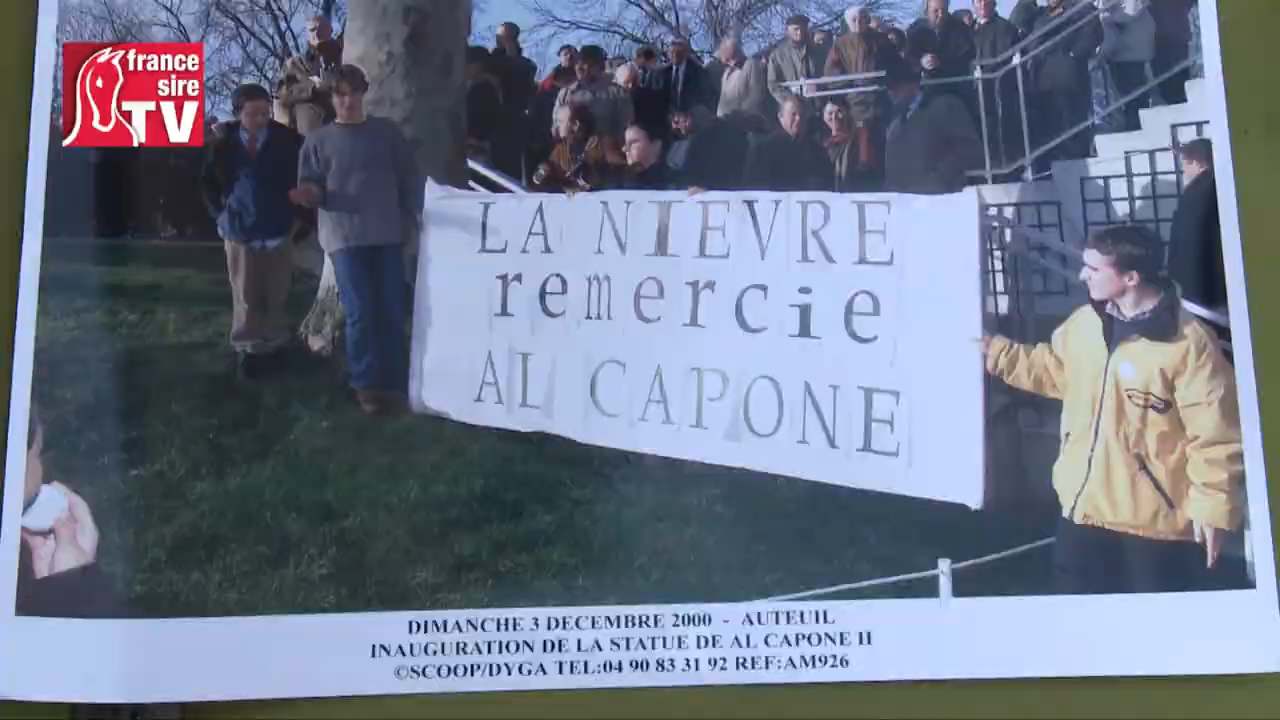 france
sire
TV
LA NIEVRE
remercie
AL CAPONE
DIMANCHE 3 DECEMBRE 2000 - AUTEUIL
INAUGURATION DE LA STATUE DE AL CAPONE II
©SCOOP/DYGA TEL:04 90 83 31 92 REF:AM926